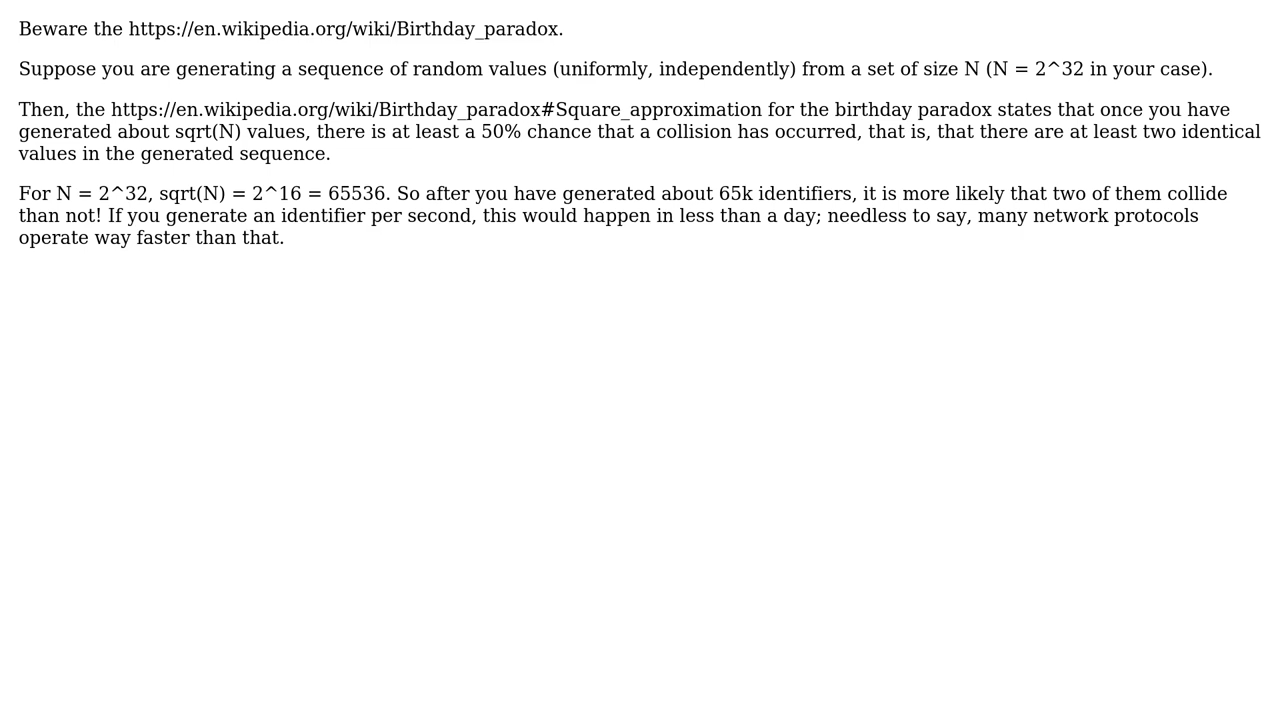 Beware the https://en.wikipedia.org/wiki/Birthday_paradox.
Suppose you are generating a sequence of random values (uniformly, independently) from a set of size N (N = 2^32 in your case).
Then, the https://en.wikipedia.org/wiki/Birthday_paradox#Square_approximation for the birthday paradox states that once you have
generated about sqrt(N) values, there is at least a 50% chance that a collision has occurred, that is, that there are at least two identical
values in the generated sequence.
For N = 2^32, sqrt(N) = 2^16 = 65536. So after you have generated about 65k identifiers, it is more likely that two of them collide
than not! If you generate an identifier per second, this would happen in less than a day; needless to say, many network protocols
operate way faster than that.